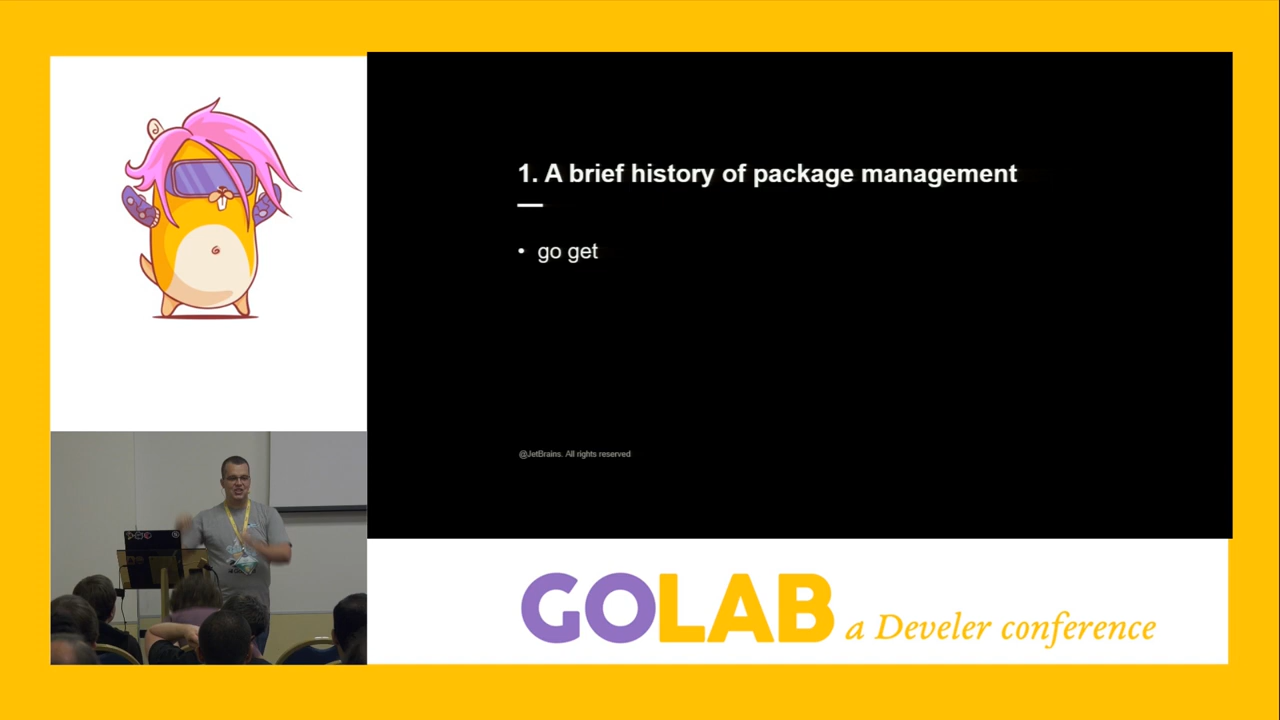 1. A brief history of package management
• go get
@JetBrains. All rights reserved
GOLAB a Develer conference